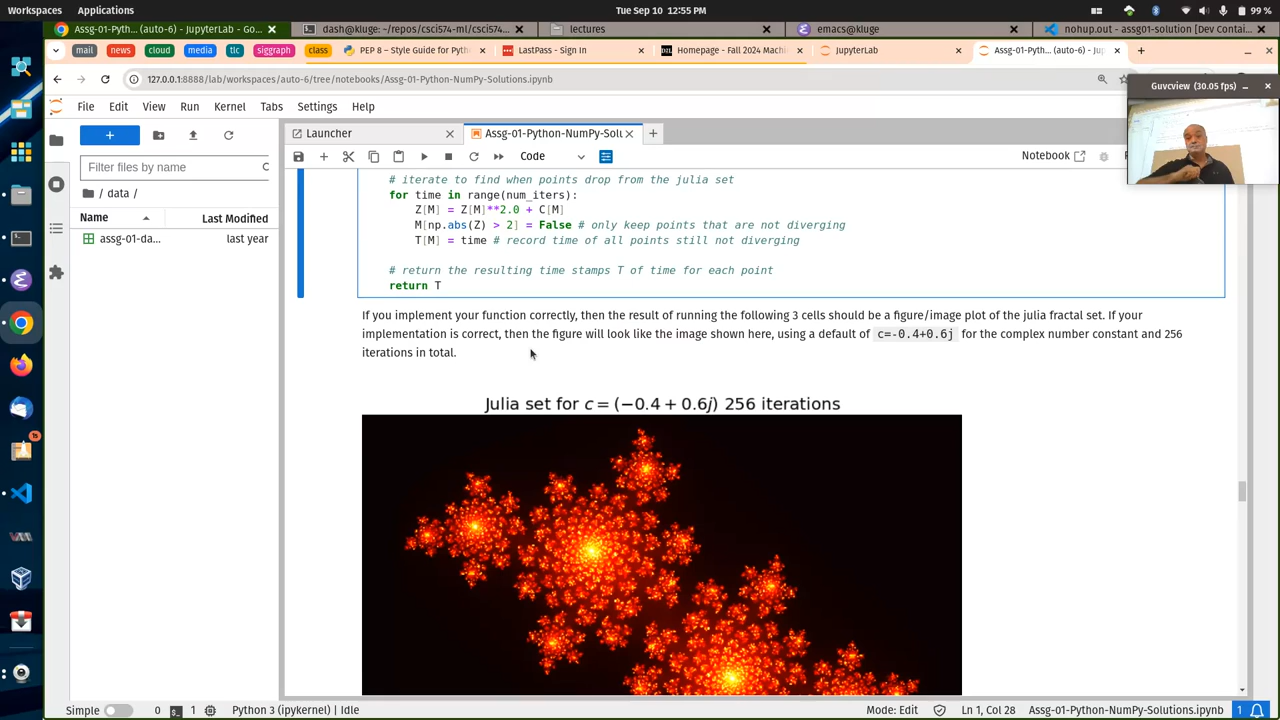 Workspaces
Applications
Tue Sep 10 12:55 PM
99 %
Assg-01-Python (auto-6) - JupyterLab - Go...
dash@kluge: ~/repos/csci574-ml/csci574...
lectures
emacs@kluge
nohup.out - assg01-solution [Dev Contai...
mail
news
cloud
media
tlc
siggraph
class
PEP 8 – Style Guide for Pyth
LastPass - Sign In
Homepage - Fall 2024 Machi
JupyterLab
Assg-01-Pyth... (auto-6) - Jup
127.0.0.1:8888/lab/workspaces/auto-6/tree/notebooks/Assg-01-Python-NumPy-Solutions.ipynb
Guvcview (30.05 fps)
File
Edit
View
Run
Kernel
Tabs
Settings
Help
Launcher
Assg-01-Python-NumPy-Solu
Code
Notebook
Filter files by name
/ data /
Name
Last Modified
assg-01-da...
last year
# iterate to find when points drop from the julia set
for time in range(num_iters):
Z[M] = Z[M]**2.0 + C[M]
M[np.abs(Z) > 2] = False # only keep points that are not diverging
T[M] = time # record time of all points still not diverging
# return the resulting time stamps T of time for each point
return T
If you implement your function correctly, then the result of running the following 3 cells should be a figure/image plot of the julia fractal set. If your
implementation is correct, then the figure will look like the image shown here, using a default of c=-0.4+0.6j for the complex number constant and 256
iterations in total.
Julia set for c = (−0.4 + 0.6j) 256 iterations
Simple
0
1
Python 3 (ipykernel) | Idle
Mode: Edit
Ln 1, Col 28
Assg-01-Python-NumPy-Solutions.ipynb
1